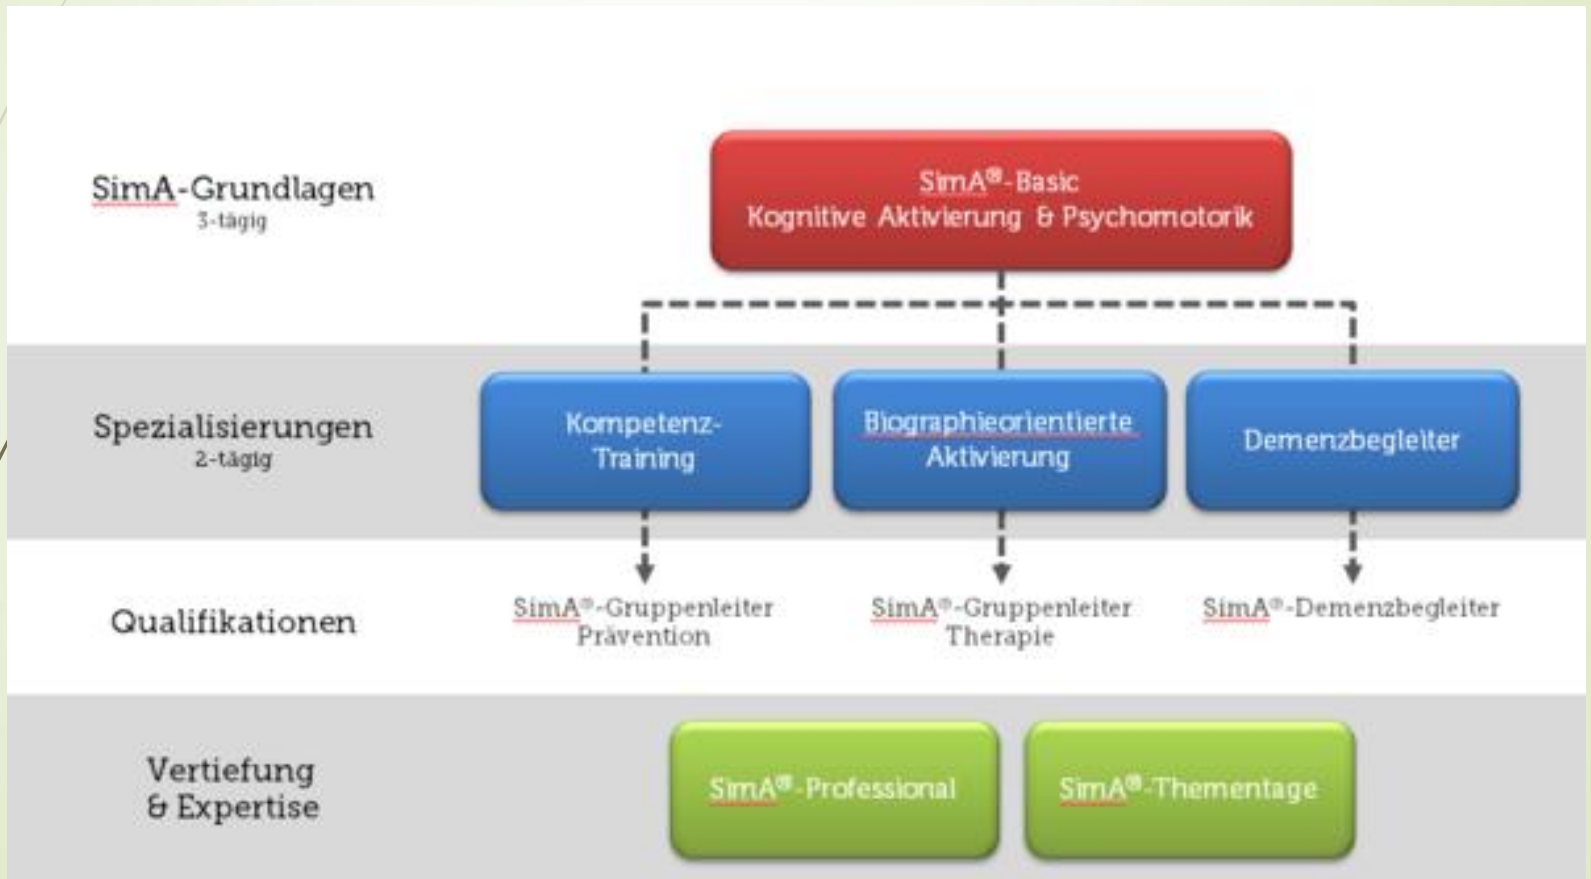 SimA-Grundlagen
3-tägig
SimA®-Basic
Kognitive Aktivierung & Psychomotorik
Spezialisierungen
2-tägig
Kompetenz-
Training
Biographieorientierte
Aktivierung
Demenzbegleiter
Qualifikationen
SimA®-Gruppenleiter
Prävention
SimA®-Gruppenleiter
Therapie
SimA®-Demenzbegleiter
Vertiefung
& Expertise
SimA®-Professional
SimA®-Thementage